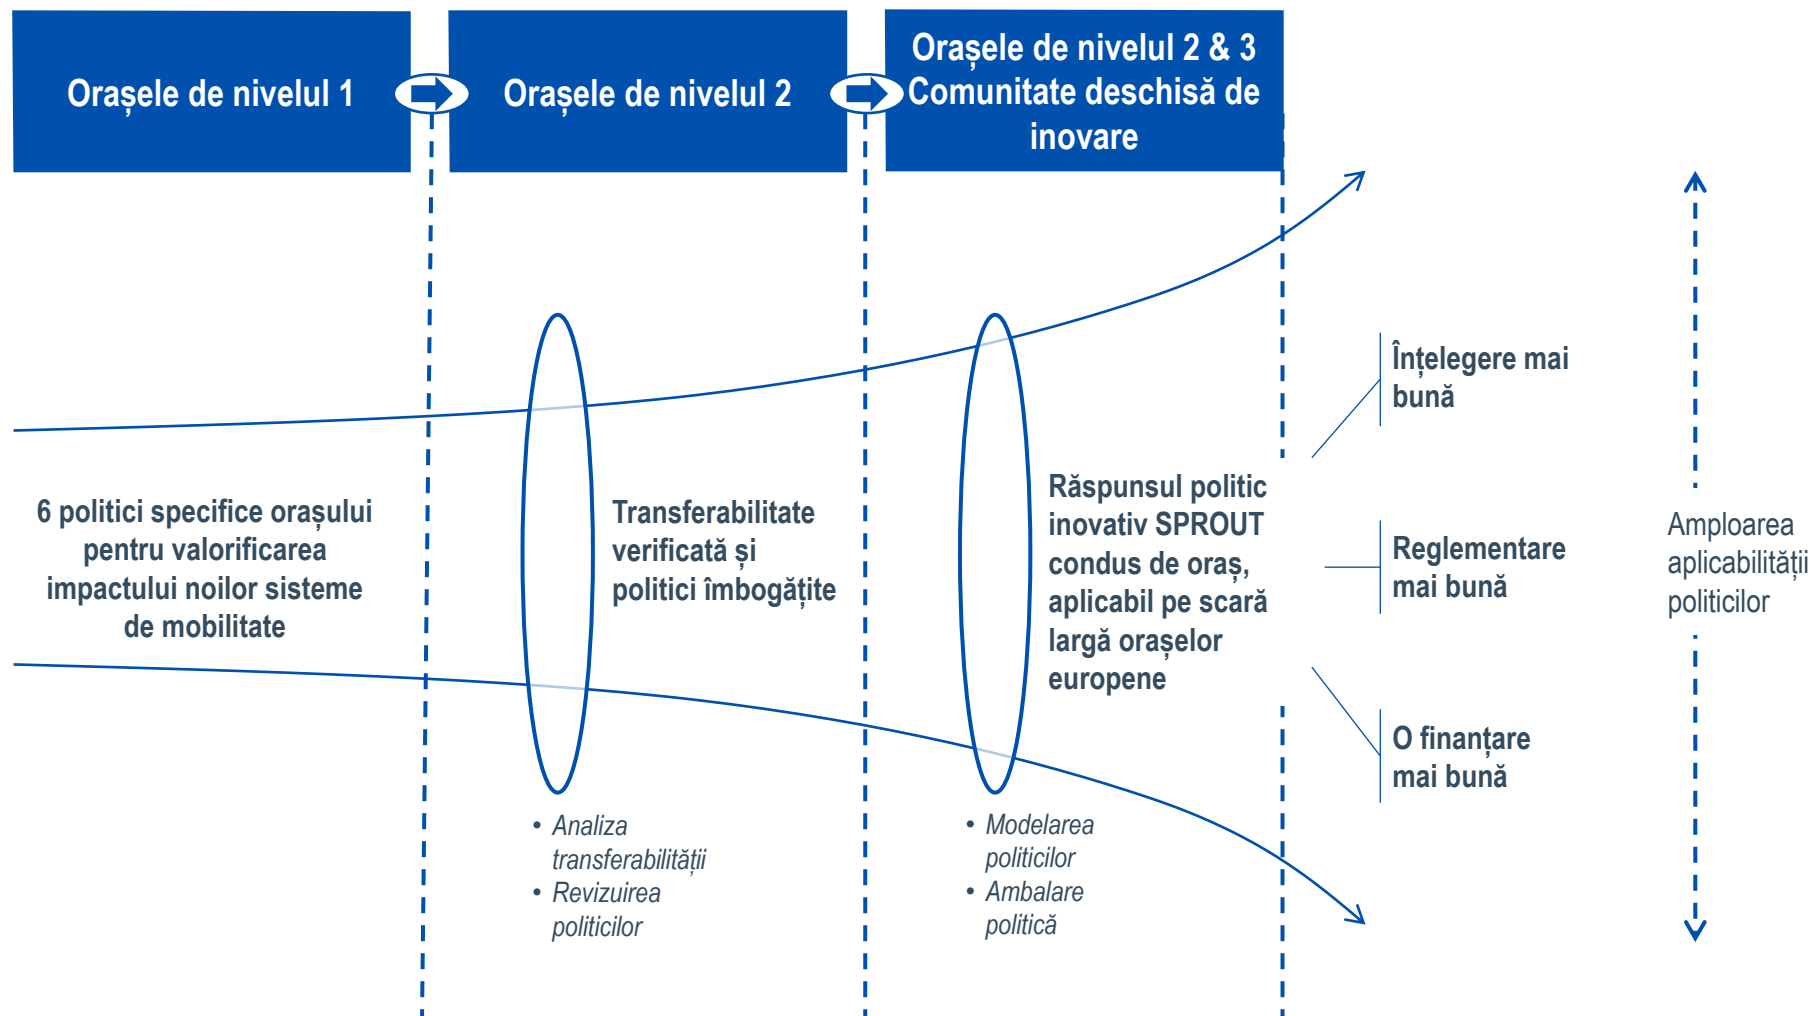 Orașele de nivelul 1
Orașele de nivelul 2
Orașele de nivelul 2 & 3
Comunitate deschisă de
inovare
6 politici specifice orașului
pentru valorificarea
impactului noilor sisteme
de mobilitate
Transferabilitate
verificată și
politici îmbogățite
• Analiza
transferabilității
• Revizuirea
politicilor
Răspunsul politic
inovativ SPROUT
condus de oraș,
aplicabil pe scară
largă orașelor
europene
• Modelarea
politicilor
• Ambalare
politică
Înțelegere mai
bună
Reglementare
mai bună
O finanțare
mai bună
Amploarea
aplicabilității
politicilor